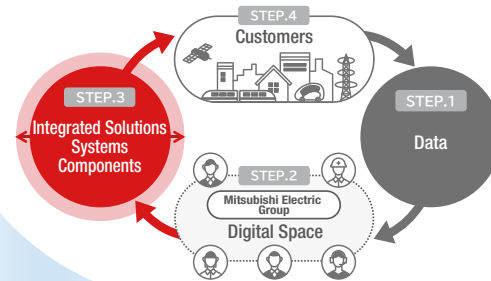 STEP.4
Customers
STEP.3
Integrated Solutions
Systems
Components
STEP.1
Data
STEP.2
Mitsubishi Electric
Group
Digital Space